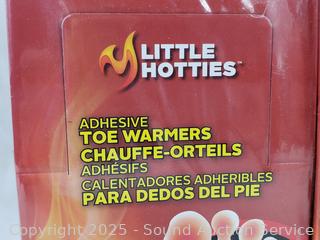 LITTLE
HOTTIES™
ADHESIVE
TOE WARMERS
CHAUFFE-ORTEILS
ADHÉSIFS
CALENTADORES ADHERIBLES
PARA DEDOS DEL PIE
Copyright 2025 - Sound Auction Service